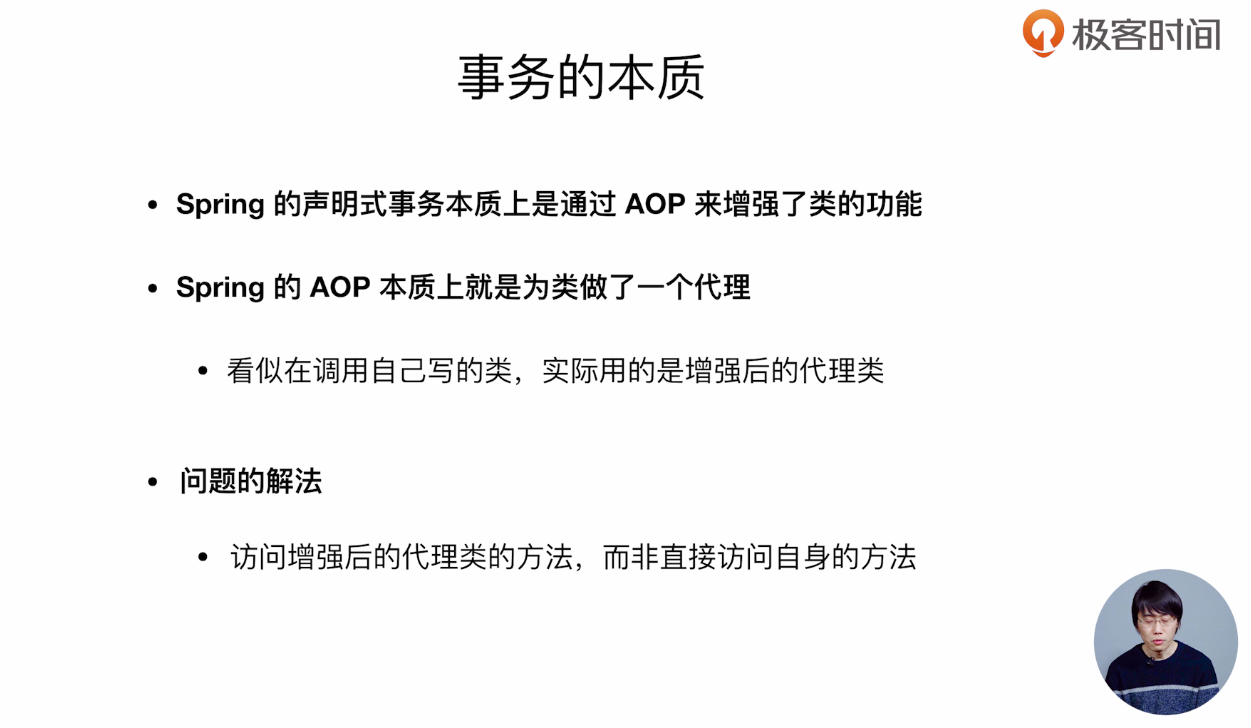 极客时间
事务的本质
• Spring 的声明式事务本质上是通过 AOP 来增强了类的功能
• Spring 的 AOP 本质上就是为类做了一个代理
• 看似在调用自己写的类，实际用的是增强后的代理类
• 问题的解法
• 访问增强后的代理类的方法，而非直接访问自身的方法